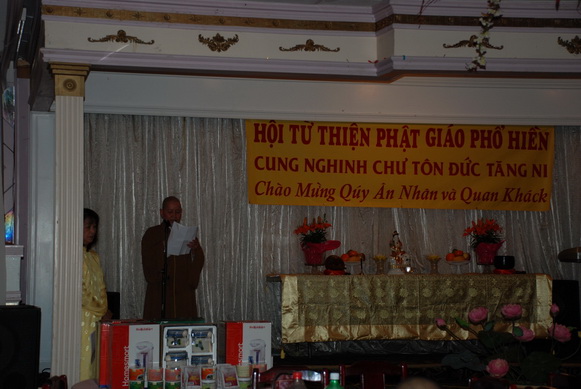 HỘI TỪ THIỆN PHẬT GIÁO PHỔ HIỀN
CUNG NGHINH CHƯ TÔN ĐỨC TĂNG NI
Chào Mừng Qúy Ân Nhân và Quan Khách